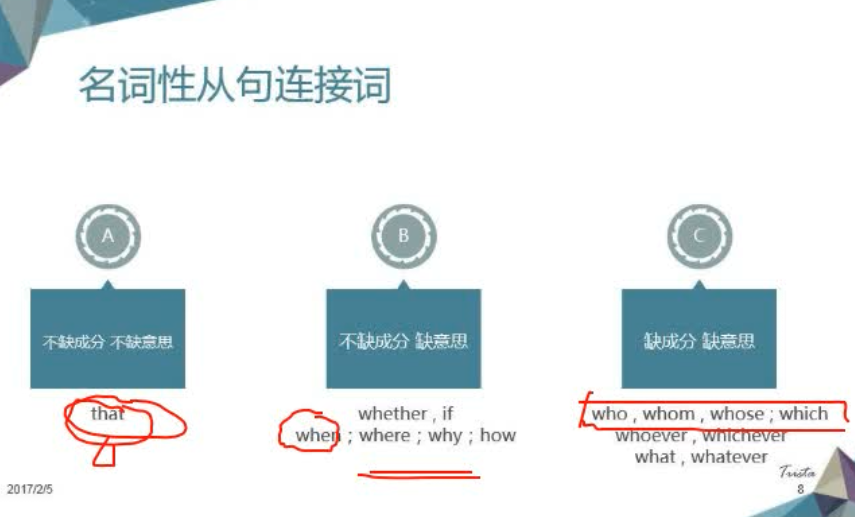 名词性从句连接词
A
B
C
不缺成分 不缺意思
不缺成分 缺意思
缺成分 缺意思
that
whether , if
when ; where ; why ; how
who , whom , whose ; which
whoever , whichever
what , whatever
Trista
2017/2/5
8